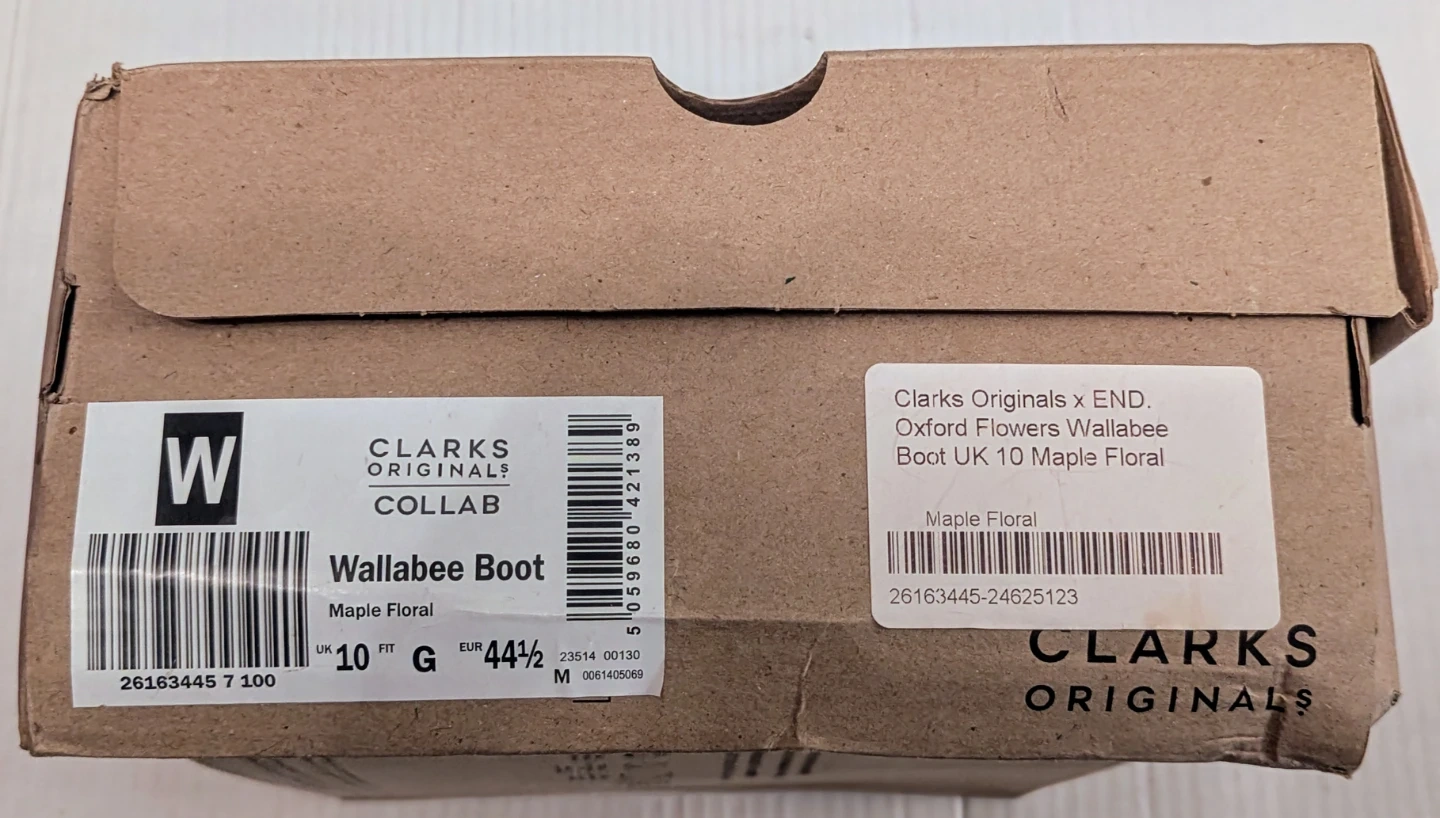 W
CLARKS
ORIGINALS
COLLAB
Wallabee Boot
Maple Floral
UK 10 FIT G EUR 44½
26163445 7 100
23514 00130
M 0061405069
5 059680 421389
Clarks Originals x END.
Oxford Flowers Wallabee
Boot UK 10 Maple Floral
Maple Floral
26163445-24625123
CLARKS
ORIGINALS